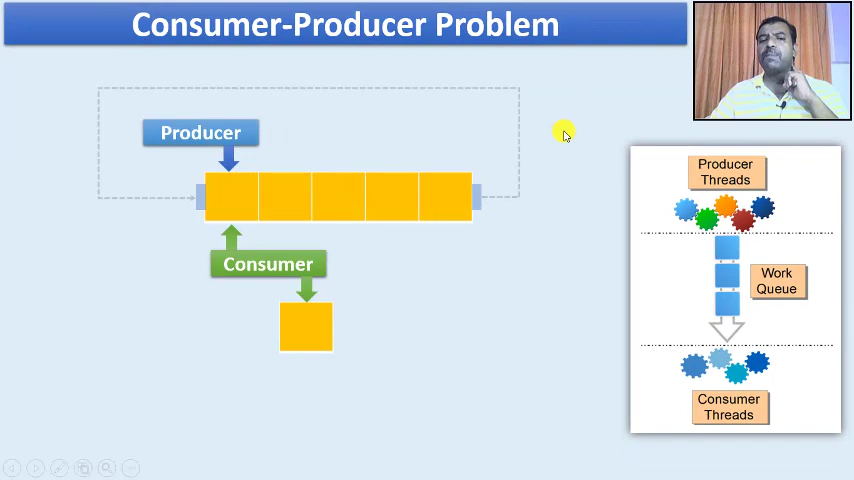 Consumer-Producer Problem
Producer
Consumer
Producer
Threads
Work
Queue
Consumer
Threads